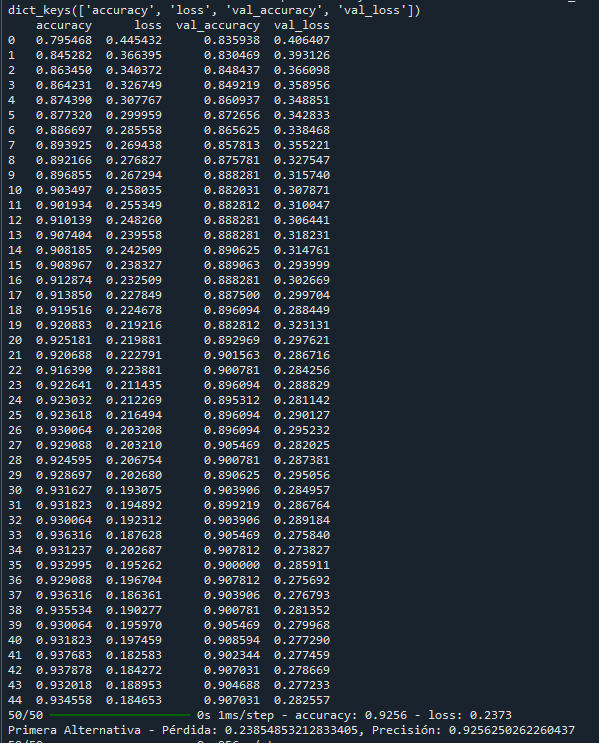 dict_keys(['accuracy', 'loss', 'val_accuracy', 'val_loss'])
accuracy loss val_accuracy val_loss
0 0.795468 0.445432 0.835938 0.406407
1 0.845282 0.366395 0.830469 0.393126
2 0.863450 0.340372 0.848437 0.366098
3 0.864231 0.326749 0.849219 0.358956
4 0.874390 0.307767 0.860937 0.348851
5 0.877320 0.299959 0.872656 0.342833
6 0.886697 0.285558 0.865625 0.338468
7 0.893925 0.269438 0.857813 0.355221
8 0.892166 0.276827 0.875781 0.327547
9 0.896855 0.267294 0.888281 0.315740
10 0.903497 0.258035 0.882031 0.307871
11 0.901934 0.255349 0.882812 0.310047
12 0.910139 0.248260 0.888281 0.306441
13 0.907404 0.239558 0.888281 0.318231
14 0.908185 0.242509 0.890625 0.314761
15 0.908967 0.238327 0.889063 0.293999
16 0.912874 0.232509 0.888281 0.302669
17 0.913850 0.227849 0.887500 0.299704
18 0.919516 0.224678 0.896094 0.288449
19 0.920883 0.219216 0.882812 0.323131
20 0.925181 0.219881 0.892969 0.297621
21 0.920688 0.222791 0.901563 0.286716
22 0.916390 0.223881 0.900781 0.284256
23 0.922641 0.211435 0.896094 0.288829
24 0.923032 0.212269 0.895312 0.281142
25 0.923618 0.216494 0.896094 0.290127
26 0.930064 0.203208 0.896094 0.295232
27 0.929088 0.203210 0.905469 0.282025
28 0.924595 0.206754 0.900781 0.287381
29 0.928697 0.202680 0.890625 0.295056
30 0.931627 0.193075 0.903906 0.284957
31 0.931823 0.194892 0.899219 0.286764
32 0.930064 0.192312 0.903906 0.289184
33 0.936316 0.187628 0.905469 0.275840
34 0.931237 0.202687 0.907812 0.273827
35 0.932995 0.195262 0.900000 0.285911
36 0.929088 0.196704 0.907812 0.275692
37 0.936316 0.186361 0.903906 0.276793
38 0.935534 0.190277 0.900781 0.281352
39 0.930064 0.195970 0.905469 0.279968
40 0.931823 0.197459 0.908594 0.277290
41 0.937683 0.182583 0.902344 0.277459
42 0.937878 0.184272 0.907031 0.278669
43 0.932018 0.188953 0.904688 0.277233
44 0.934558 0.184653 0.907031 0.282557
50/50 0s 1ms/step - accuracy: 0.9256 - loss: 0.2373
Primera Alternativa - Pérdida: 0.23854853212833405, Precisión: 0.9256250262260437